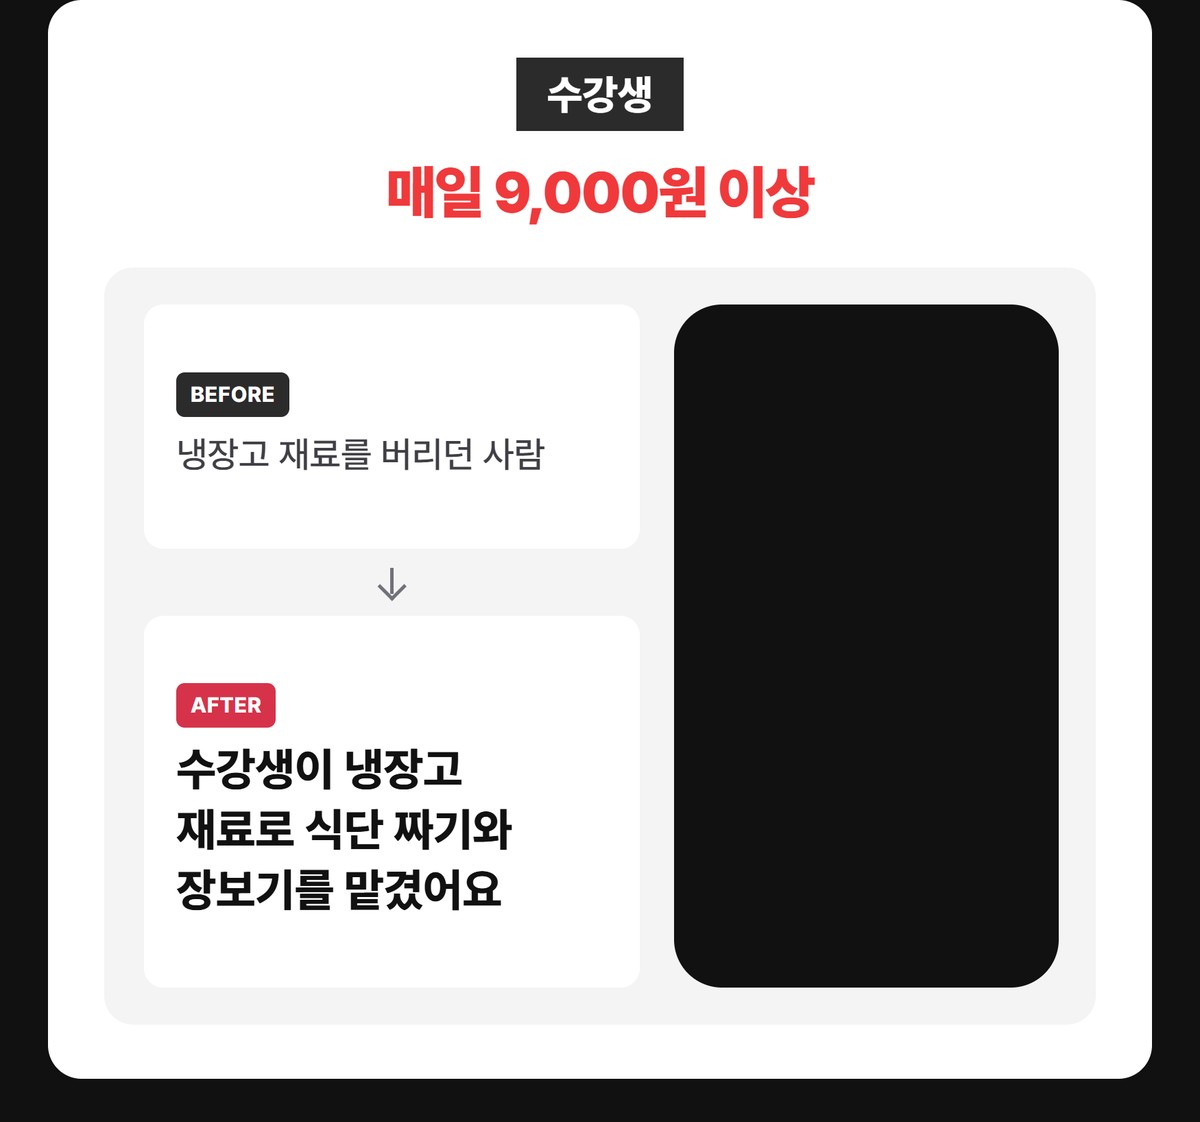 수강생
매일 9,000원 이상
BEFORE
냉장고 재료를 버리던 사람
AFTER
수강생이 냉장고
재료로 식단 짜기와
장보기를 맡겼어요